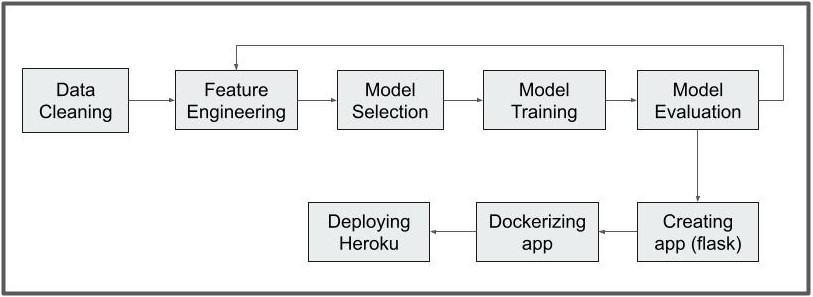 Data
Cleaning
Feature
Engineering
Model
Selection
Model
Training
Model
Evaluation
Deploying
Heroku
Dockerizing
app
Creating
app (flask)